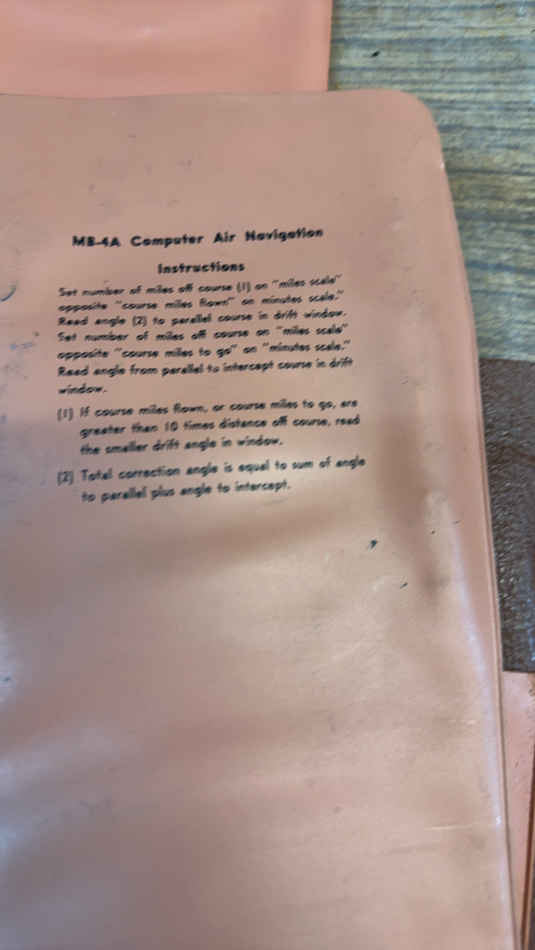 MB-4A Computer Air Navigation
Instructions
Set number of miles off course (1) on "miles scale"
opposite "course miles flown" on minutes scale."
Read angle (2) to parallel course in drift window.
Set number of miles off course on "miles scale"
opposite "course miles to go" on "minutes scale."
Read angle from parallel to intercept course in drift
window.
(1) If course miles flown, or course miles to go, are
greater than 10 times distance off course, read
the smaller drift angle in window.
(2) Total correction angle is equal to sum of angle
to parallel plus angle to intercept.